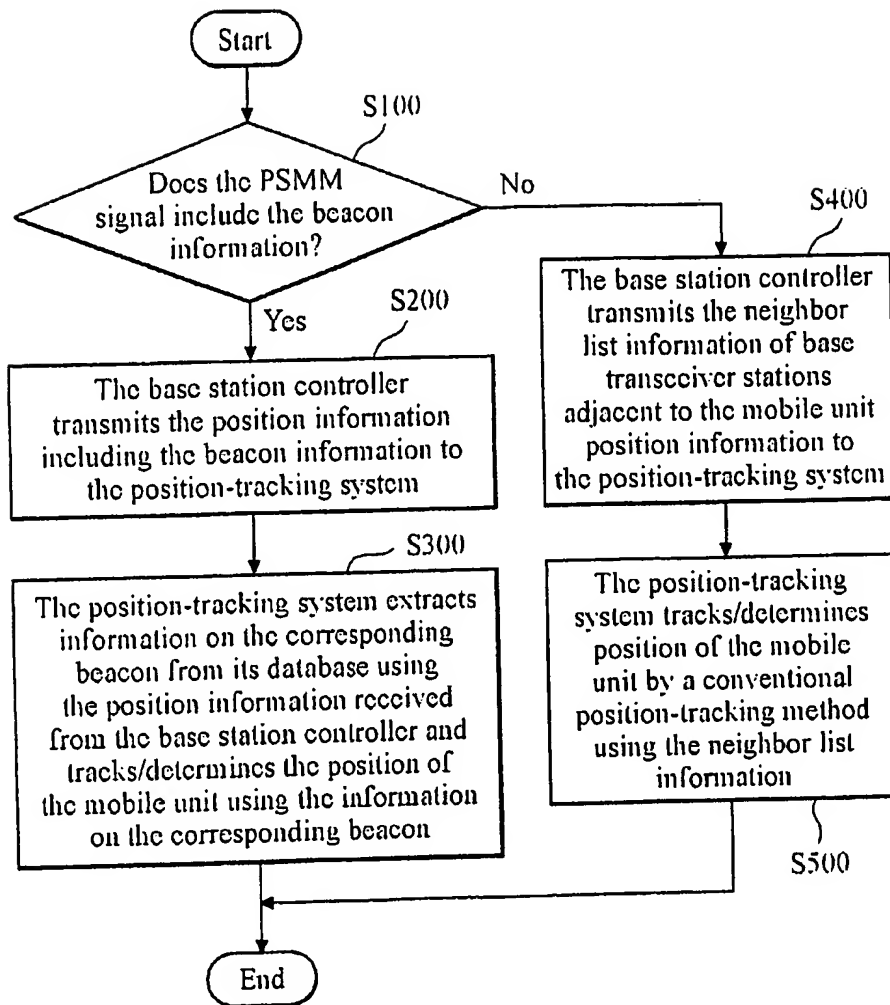 Start
S100
Does the PSMM
signal include the beacon
information?
No
Yes
S200
The base station controller
transmits the position information
including the beacon information to
the position-tracking system
S300
The position-tracking system extracts
information on the corresponding
beacon from its database using
the position information received
from the base station controller and
tracks/determines the position of
the mobile unit using the information
on the corresponding beacon
S400
The base station controller
transmits the neighbor
list information of base
transceiver stations
adjacent to the mobile unit
position information to
the position-tracking system
The position-tracking
system tracks/determines
position of the mobile
unit by a conventional
position-tracking method
using the neighbor list
information
S500
End